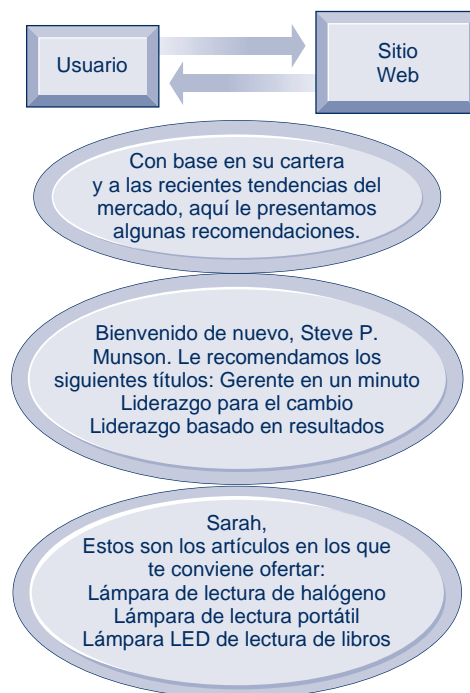 Usuario
Sitio
Web
Con base en su cartera
y a las recientes tendencias del
mercado, aquí le presentamos
algunas recomendaciones.
Bienvenido de nuevo, Steve P.
Munson. Le recomendamos los
siguientes títulos: Gerente en un minuto
Liderazgo para el cambio
Liderazgo basado en resultados
Sarah,
Estos son los artículos en los que
te conviene ofertar:
Lámpara de lectura de halógeno
Lámpara de lectura portátil
Lámpara LED de lectura de libros